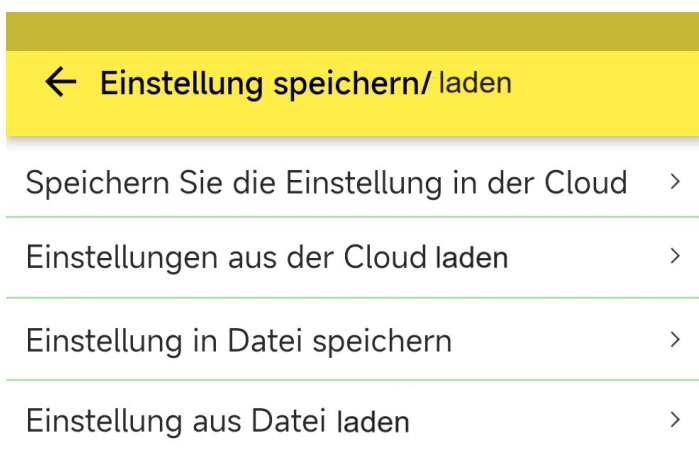 Einstellung speichern/ laden
Speichern Sie die Einstellung in der Cloud
Einstellungen aus der Cloud laden
Einstellung in Datei speichern
Einstellung aus Datei laden